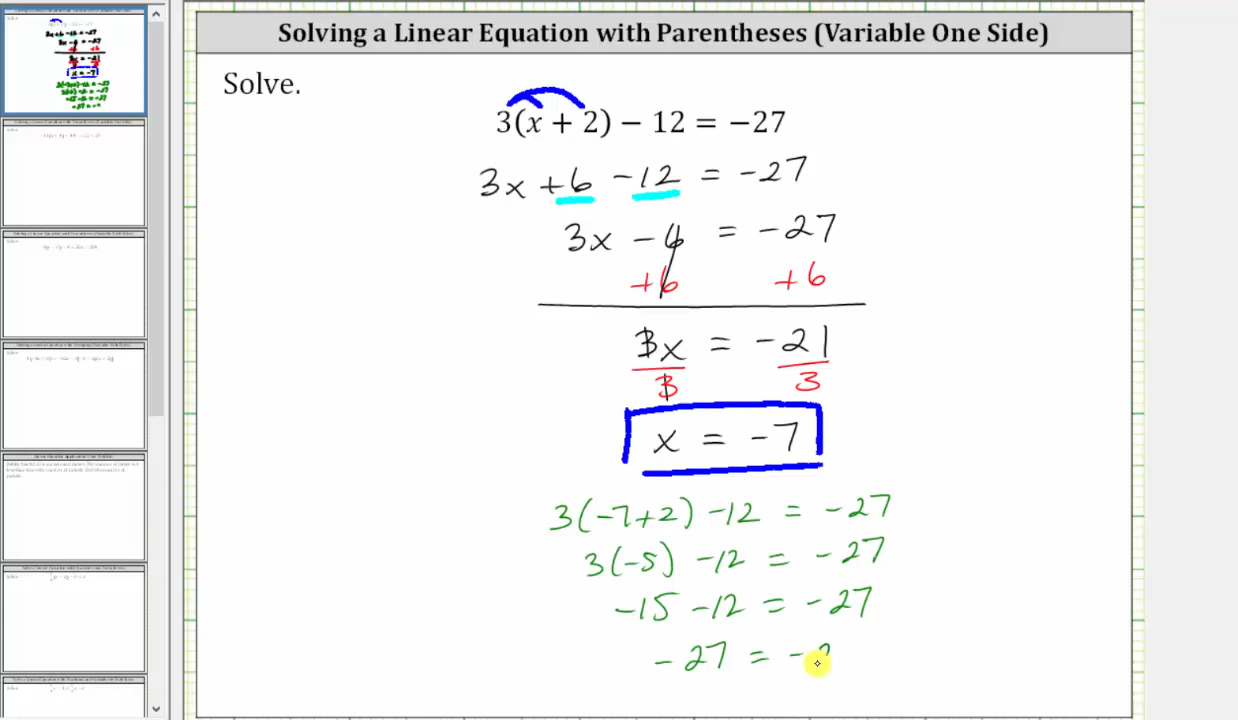 Solving a Linear Equation with Parentheses (Variable One Side)
Solve.
3(x + 2) − 12 = −27
3x +6 −12 = −27
3x −6 = −27
+6 +6
3x = −21
3 3
x = −7
3(−7+2) −12 = −27
3(−5) −12 = −27
−15 −12 = −27
−27 = −2